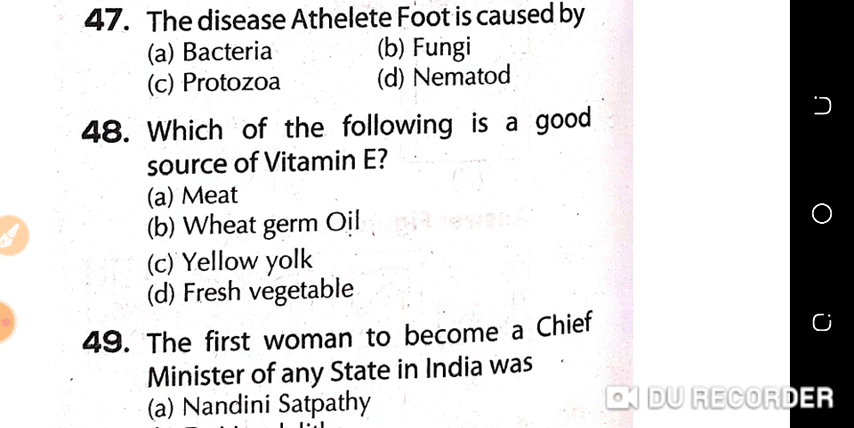 47. The disease Athelete Foot is caused by
(a) Bacteria (b) Fungi
(c) Protozoa (d) Nematod
48. Which of the following is a good
source of Vitamin E?
(a) Meat
(b) Wheat germ Oil
(c) Yellow yolk
(d) Fresh vegetable
49. The first woman to become a Chief
Minister of any State in India was
(a) Nandini Satpathy
DU RECORDER